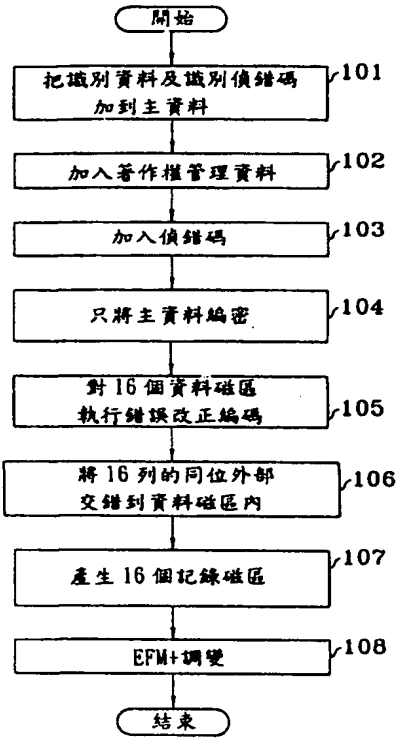 開始
把識別資料及識別偵錯碼
加到主資料
101
加入著作權管理資料
102
加入偵錯碼
103
只將主資料編密
104
對16個資料磁區
執行錯誤改正編碼
105
將16列的同位外部
交錯到資料磁區內
106
產生16個記錄磁區
107
EFM+調變
108
結束